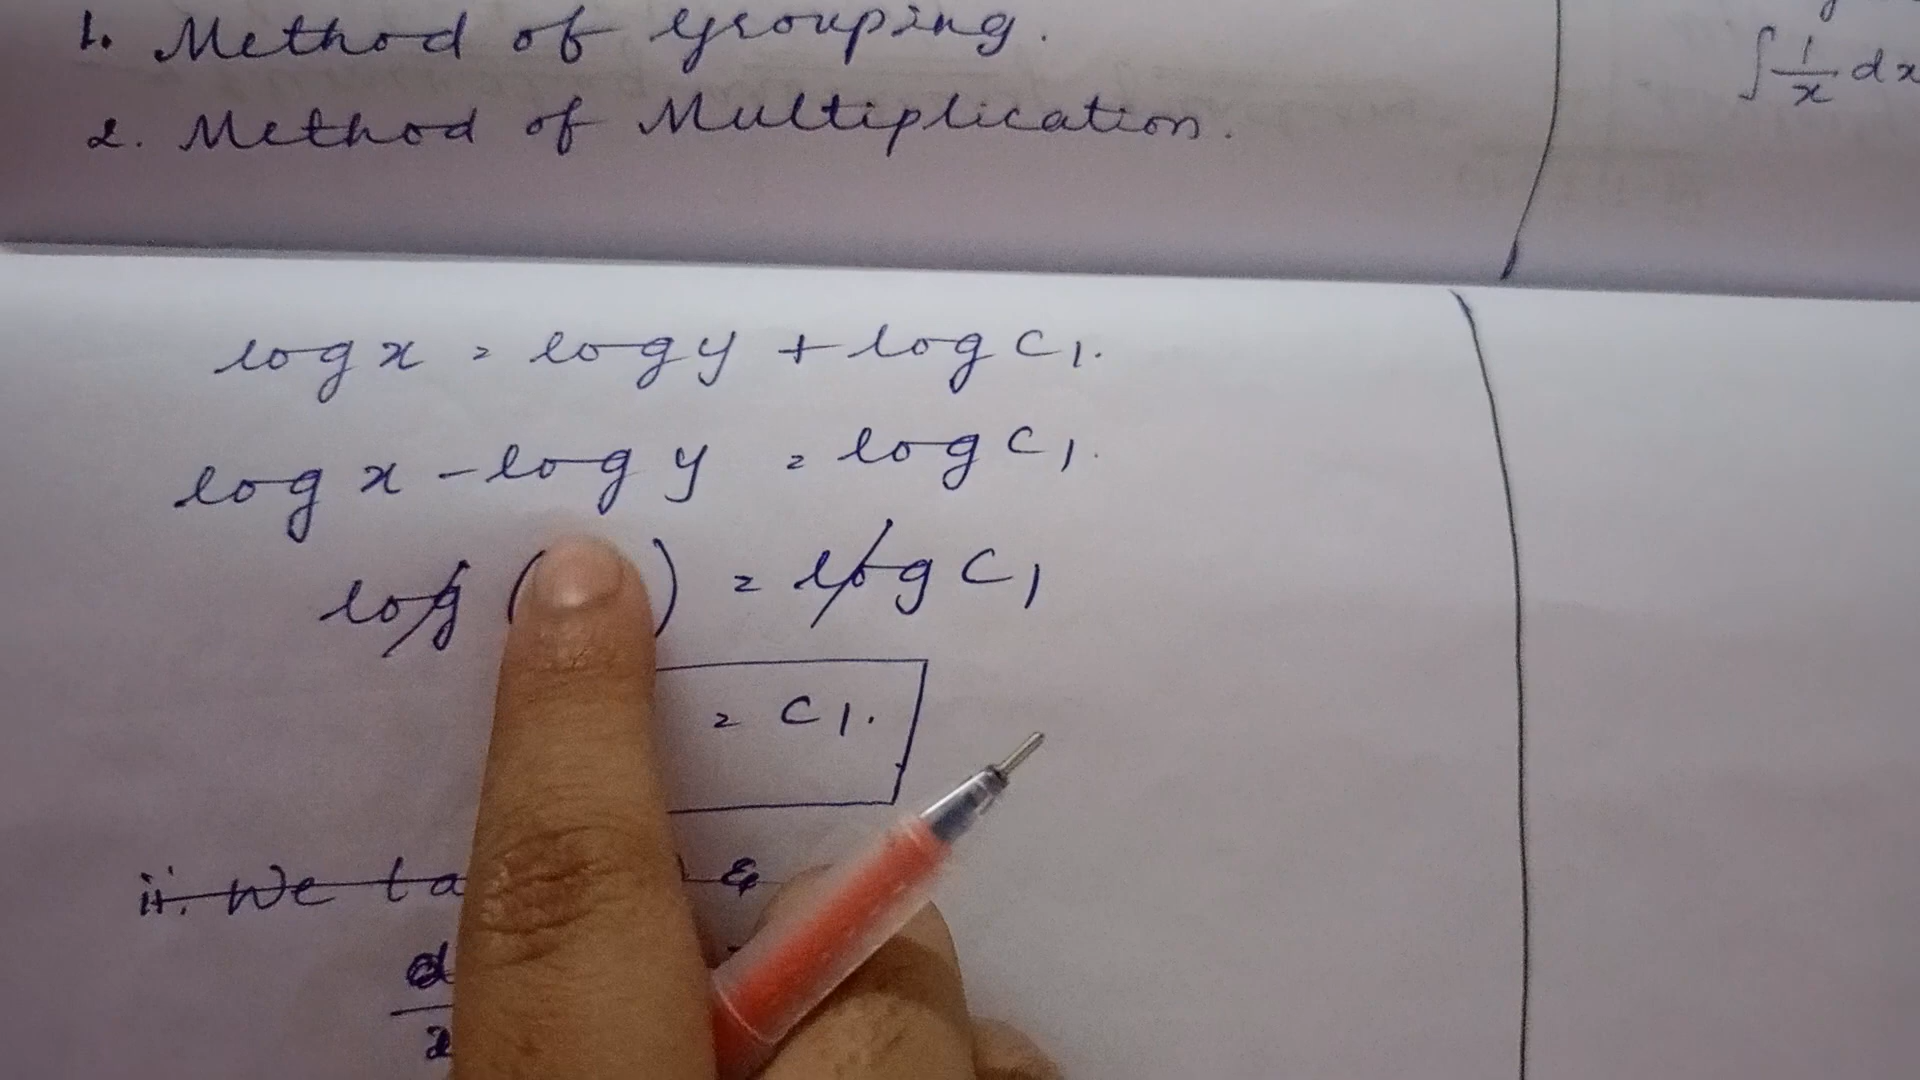 1. Method of Grouping.
2. Method of Multiplication.
∫ 1/x dx
log x = log y + log c1.
log x - log y = log c1.
log ( ) = log c1
= c1.
ii. We ta &
d